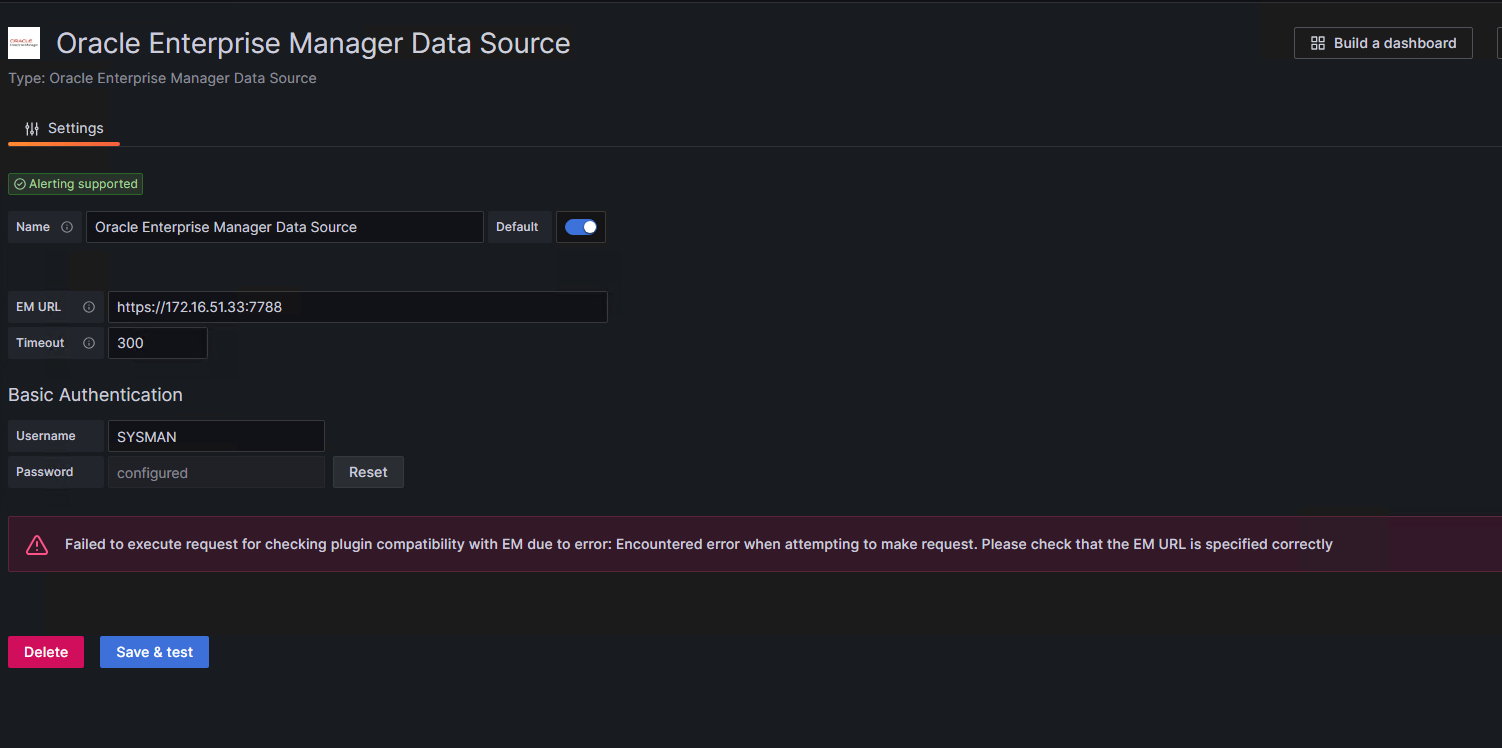 ORACLE
Oracle Enterprise Manager Data Source
Build a dashboard
Type: Oracle Enterprise Manager Data Source
Settings
Alerting supported
Name
Oracle Enterprise Manager Data Source
Default
EM URL
https://172.16.51.33:7788
Timeout
300
Basic Authentication
Username
SYSMAN
Password
configured
Reset
Failed to execute request for checking plugin compatibility with EM due to error: Encountered error when attempting to make request. Please check that the EM URL is specified correctly
Delete
Save & test